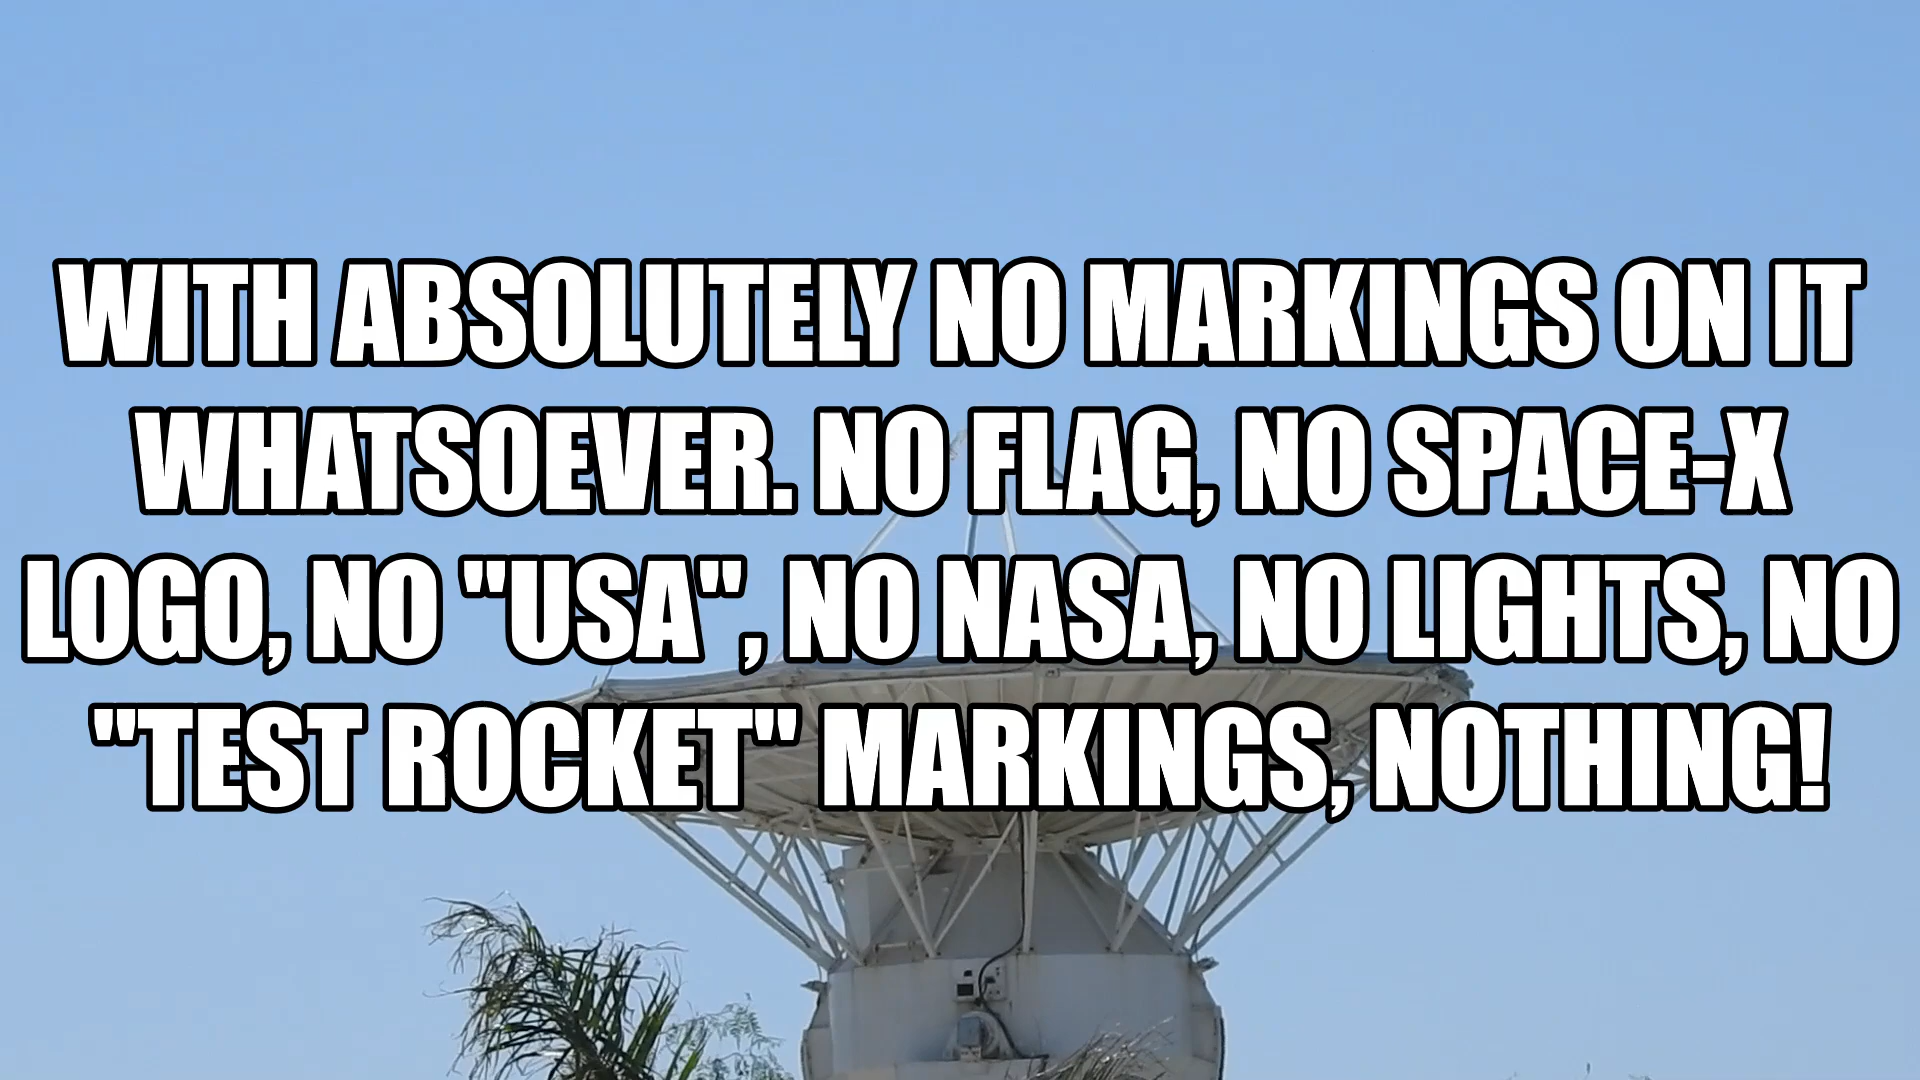 WITH ABSOLUTELY NO MARKINGS ON IT
WHATSOEVER. NO FLAG, NO SPACE-X
LOGO, NO "USA", NO NASA, NO LIGHTS, NO
"TEST ROCKET" MARKINGS, NOTHING!